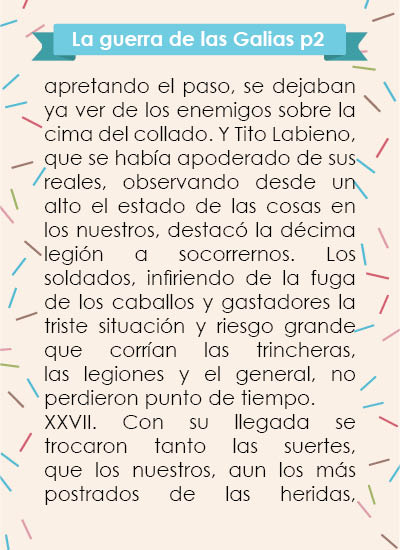 La guerra de las Galias p2
apretando el paso, se dejaban
ya ver de los enemigos sobre la
cima del collado. Y Tito Labieno,
que se había apoderado de sus
reales, observando desde un
alto el estado de las cosas en
los nuestros, destacó la décima
legión a socorrernos. Los
soldados, infiriendo de la fuga
de los caballos y gastadores la
triste situación y riesgo grande
que corrían las trincheras,
las legiones y el general, no
perdieron punto de tiempo.
XXVII. Con su llegada se
trocaron tanto las suertes,
que los nuestros, aun los más
postrados de las heridas,